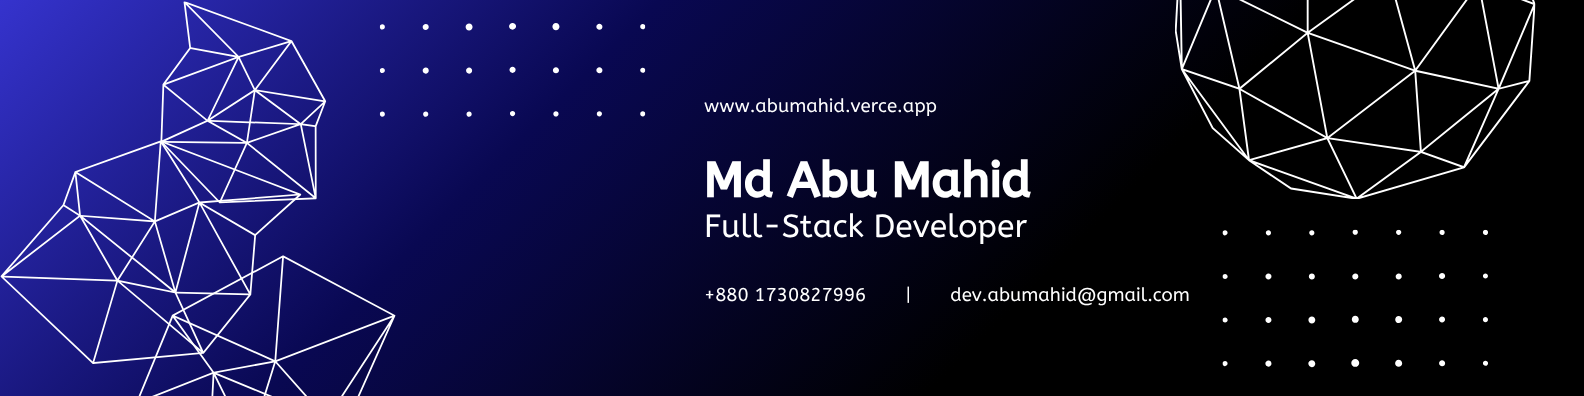 www.abumahid.verce.app
Md Abu Mahid
Full-Stack Developer
+880 1730827996 | dev.abumahid@gmail.com